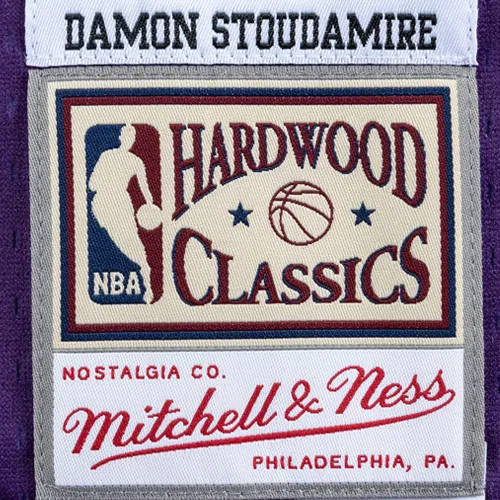 DAMON STOUDAMIRE
HARDWOOD
CLASSICS
NBA
NOSTALGIA CO.
Mitchell & Ness
PHILADELPHIA, PA.